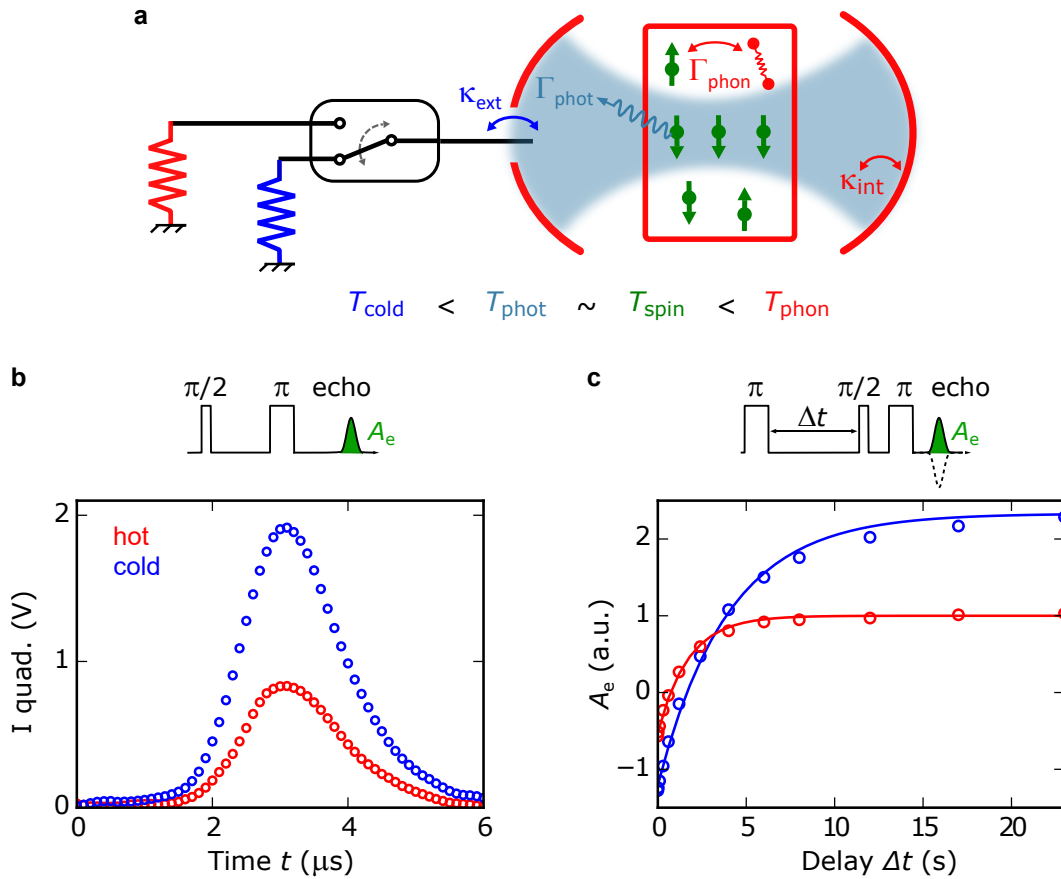 a
κext
Γphot
Γphon
κint
Tcold < Tphot ~ Tspin < Tphon
b
π/2 π echo
Ae
hot
cold
2
1
0
I quad. (V)
0 2 4 6
Time t (μs)
c
π π/2 π echo
Δt
Ae
2
1
0
−1
Ae (a.u.)
0 5 10 15 20
Delay Δt (s)